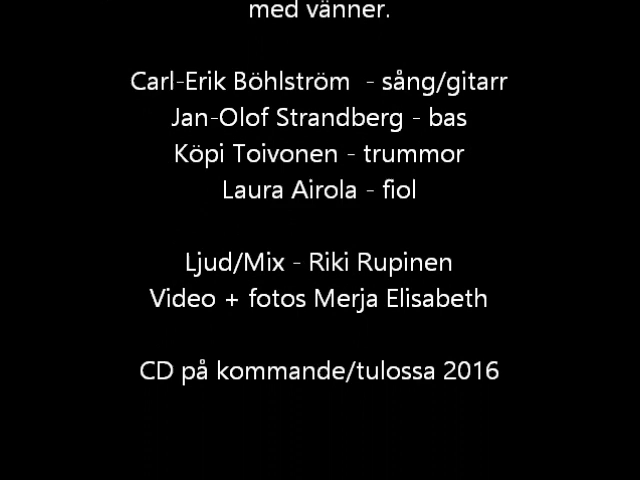 med vänner.
Carl-Erik Böhlström - sång/gitarr
Jan-Olof Strandberg - bas
Köpi Toivonen - trummor
Laura Airola - fiol
Ljud/Mix - Riki Rupinen
Video + fotos Merja Elisabeth
CD på kommande/tulossa 2016